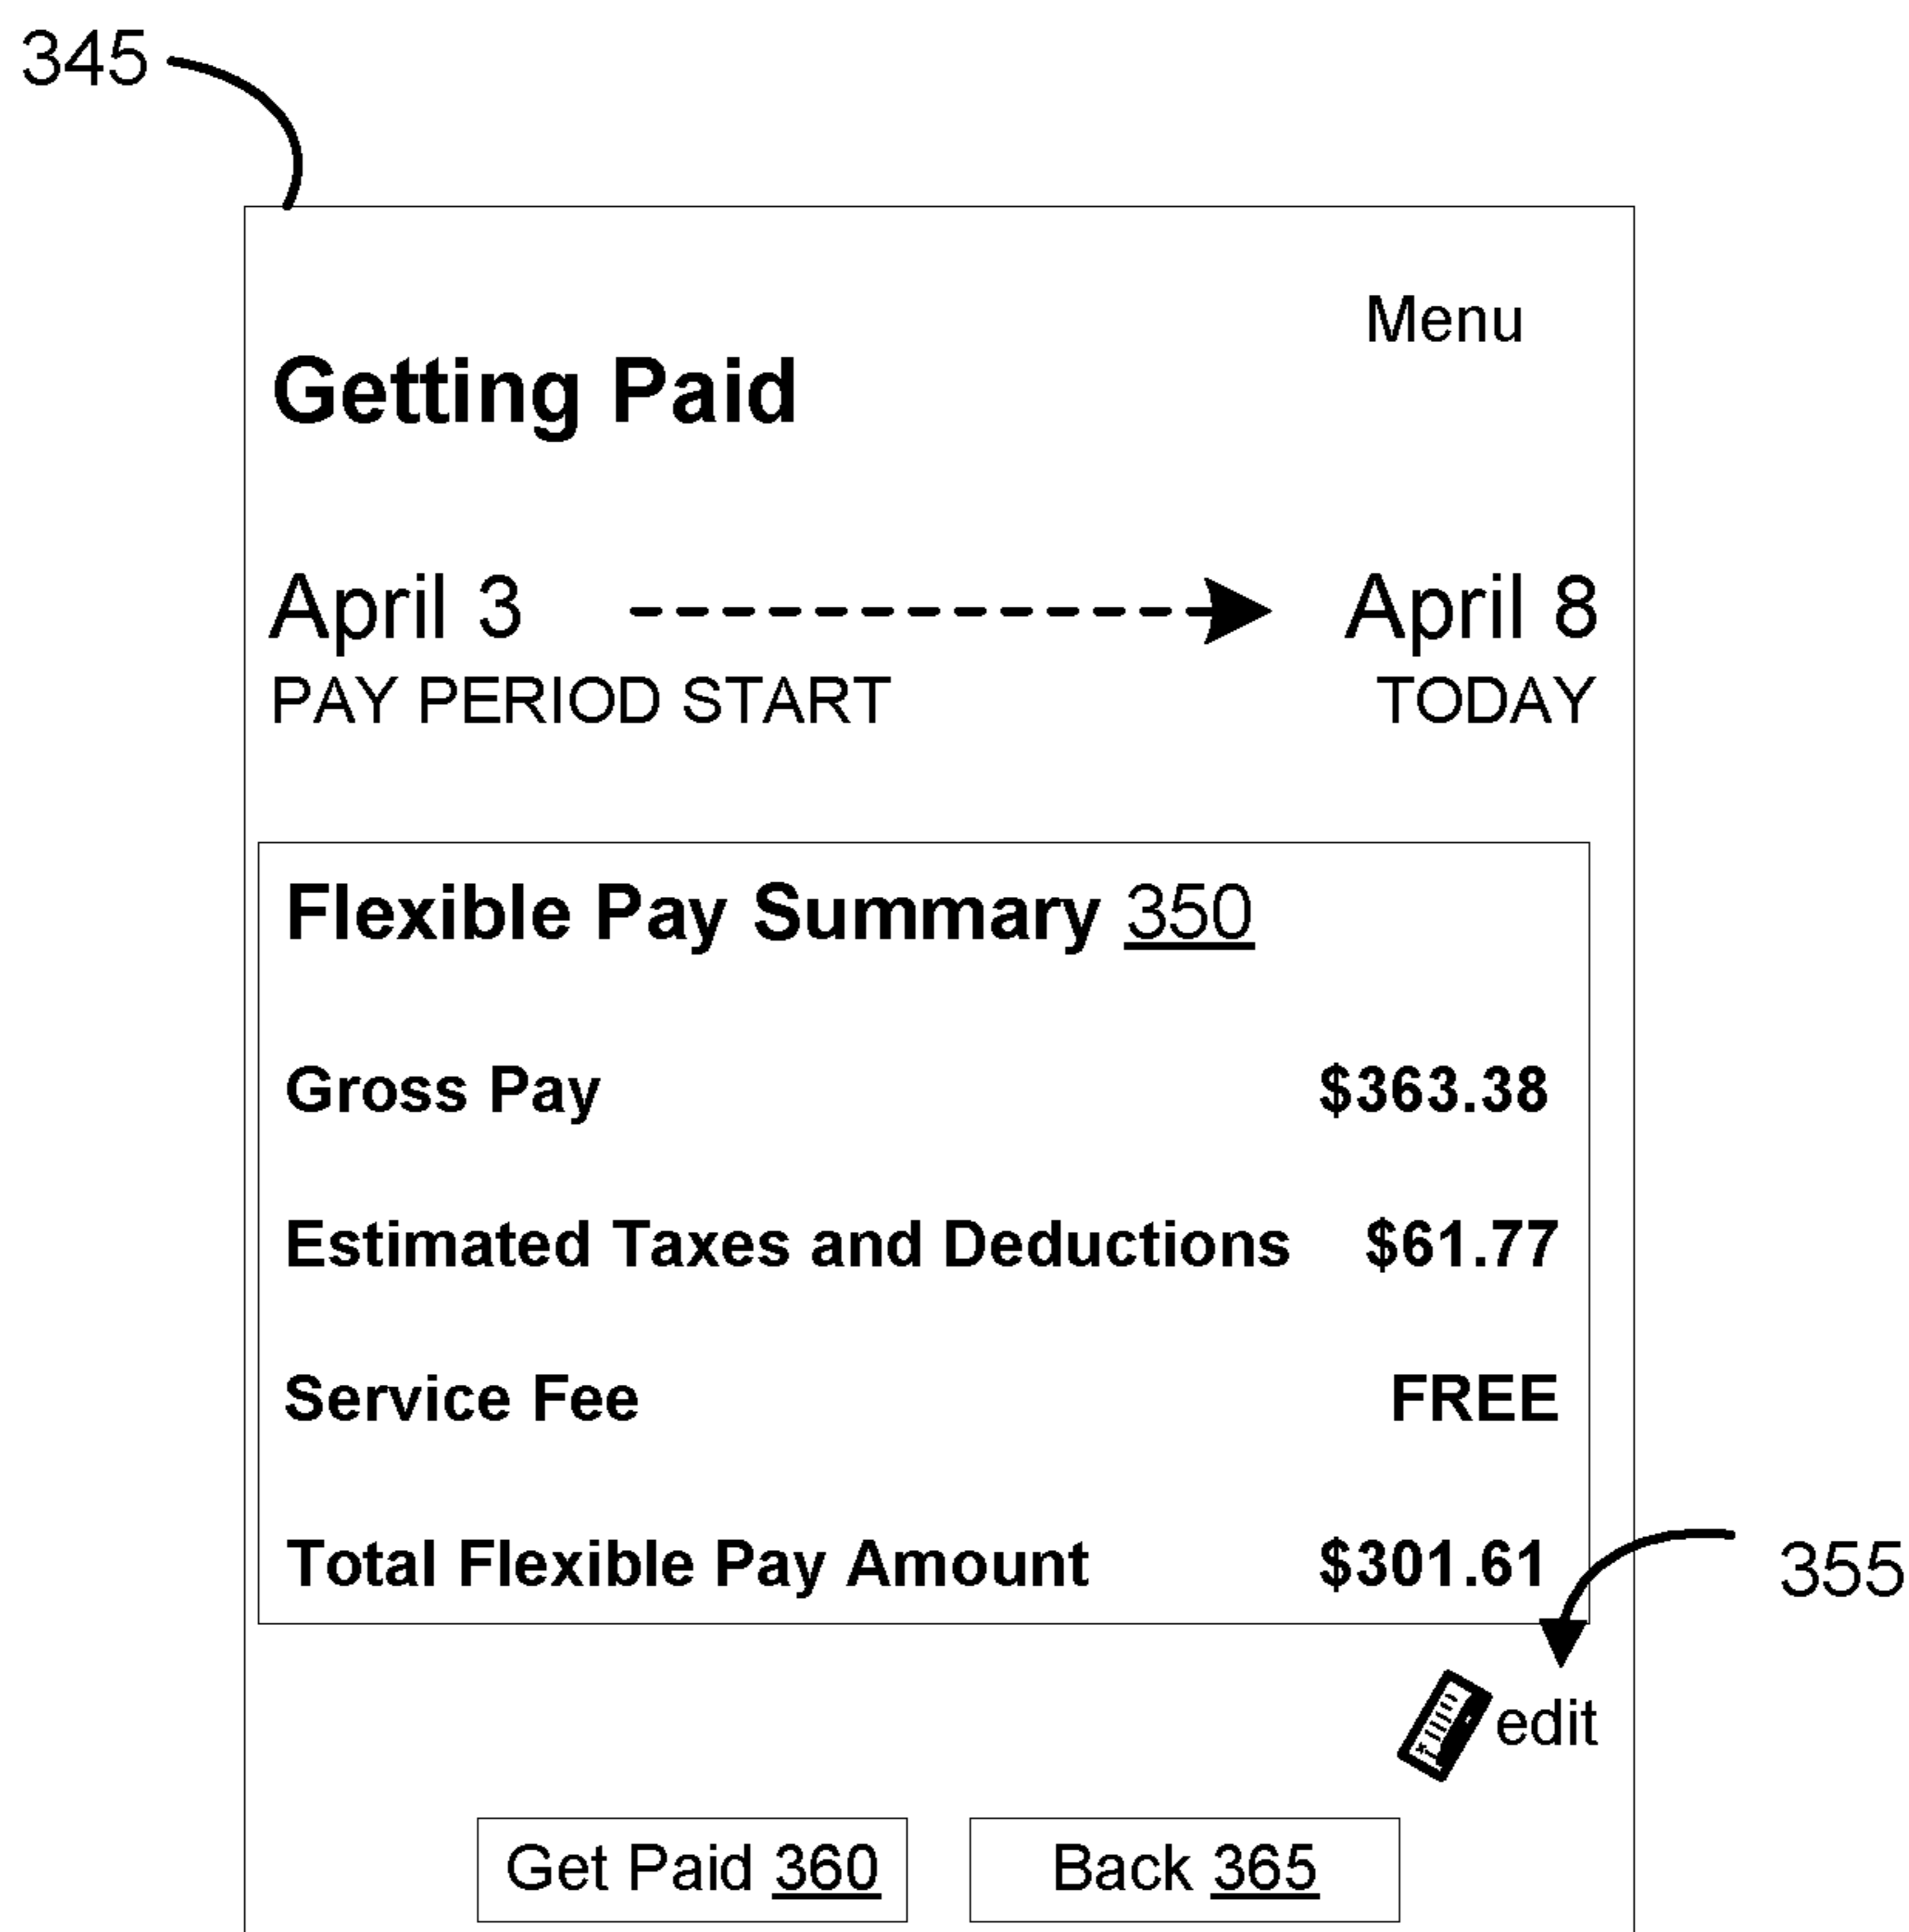 345
Menu
Getting Paid
April 3 April 8
PAY PERIOD START TODAY
Flexible Pay Summary 350
Gross Pay $363.38
Estimated Taxes and Deductions $61.77
Service Fee FREE
Total Flexible Pay Amount $301.61
355
edit
Get Paid 360 Back 365